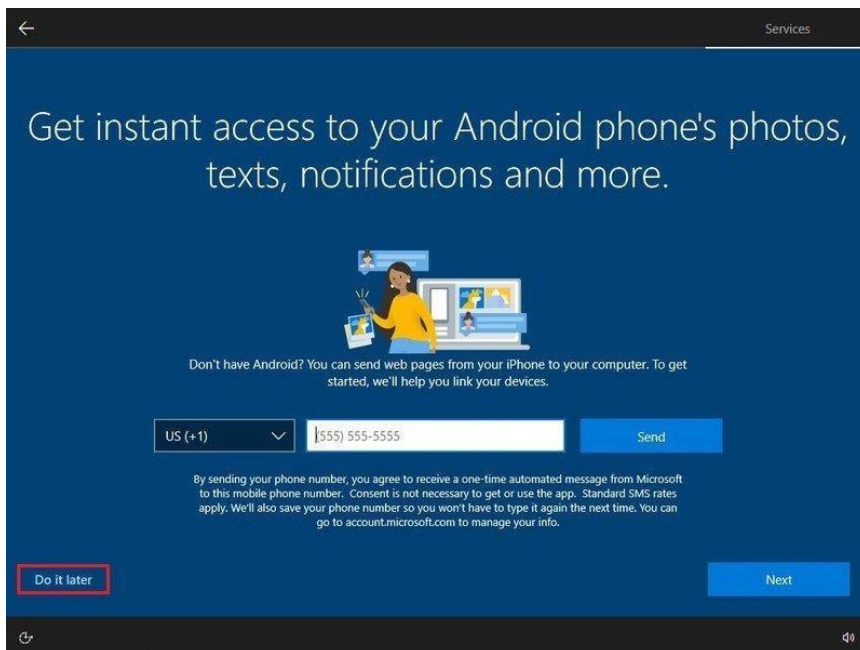 Services
Get instant access to your Android phone's photos,
texts, notifications and more.
Don't have Android? You can send web pages from your iPhone to your computer. To get
started, we'll help you link your devices.
US (+1)
(555) 555-5555
Send
By sending your phone number, you agree to receive a one-time automated message from Microsoft
to this mobile phone number. Consent is not necessary to get or use the app. Standard SMS rates
apply. We'll also save your phone number so you won't have to type it again the next time. You can
go to account.microsoft.com to manage your info.
Do it later
Next